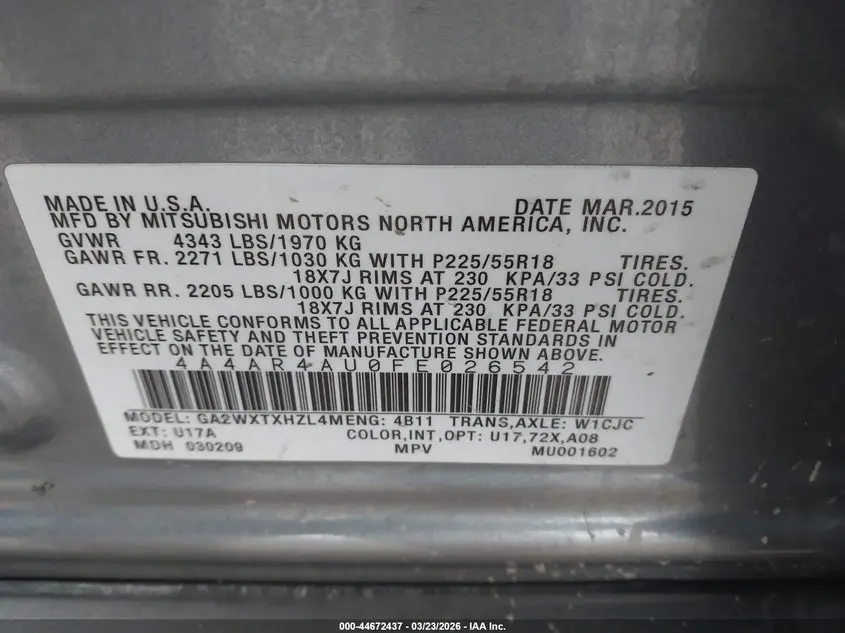 MADE IN U.S.A. DATE MAR.2015
MFD BY MITSUBISHI MOTORS NORTH AMERICA, INC.
GVWR 4343 LBS/1970 KG
GAWR FR. 2271 LBS/1030 KG WITH P225/55R18 TIRES.
18X7J RIMS AT 230 KPA/33 PSI COLD.
GAWR RR. 2205 LBS/1000 KG WITH P225/55R18 TIRES.
18X7J RIMS AT 230 KPA/33 PSI COLD.
THIS VEHICLE CONFORMS TO ALL APPLICABLE FEDERAL MOTOR
VEHICLE SAFETY AND THEFT PREVENTION STANDARDS IN
EFFECT ON THE DATE OF MANUFACTURE SHOWN ABOVE.
4A4AR4AU0FE026542
MODEL: GA2WXTXHZL4MENG: 4B11 TRANS,AXLE: W1CJC
EXT: U17A COLOR,INT,OPT: U17,72X,A08
MDH 030209 MPV MU001602
000-44672437 - 03/23/2026 - IAA Inc.